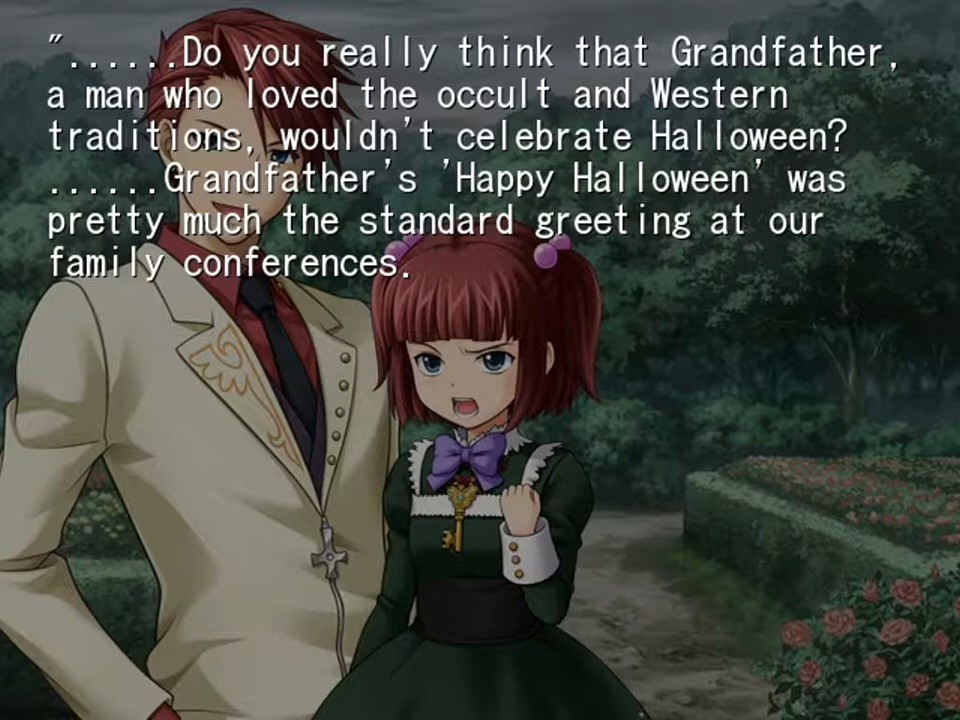 "......Do you really think that Grandfather,
a man who loved the occult and Western
traditions, wouldn't celebrate Halloween?
......Grandfather's 'Happy Halloween' was
pretty much the standard greeting at our
family conferences.